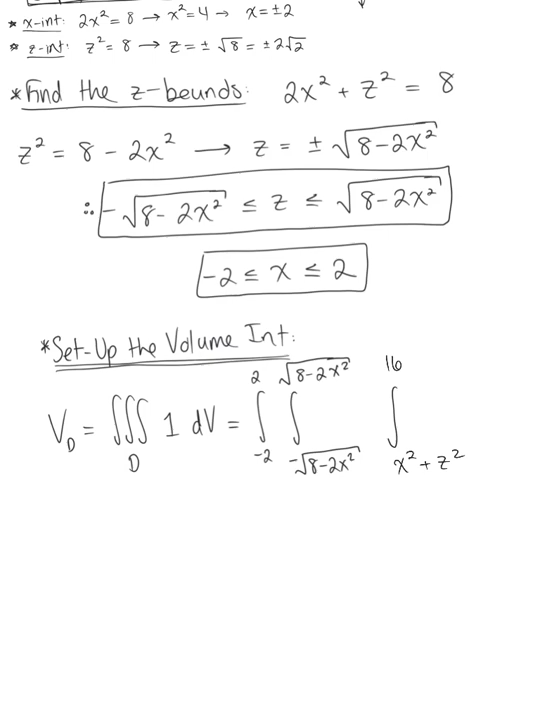 * x-int: 2x² = 8 → x² = 4 → x = ±2
* z-int: z² = 8 → z = ± √8 = ± 2√2
* Find the z-bounds: 2x² + z² = 8
z² = 8 - 2x² → z = ± √(8-2x²)
∴ -√(8-2x²) ≤ z ≤ √(8-2x²)
-2 ≤ x ≤ 2
* Set-Up the Volume Int:
V_D = ∭_D 1 dV = ∫_{-2}^{2} ∫_{-√(8-2x²)}^{√(8-2x²)} ∫_{x²+z²}^{16}